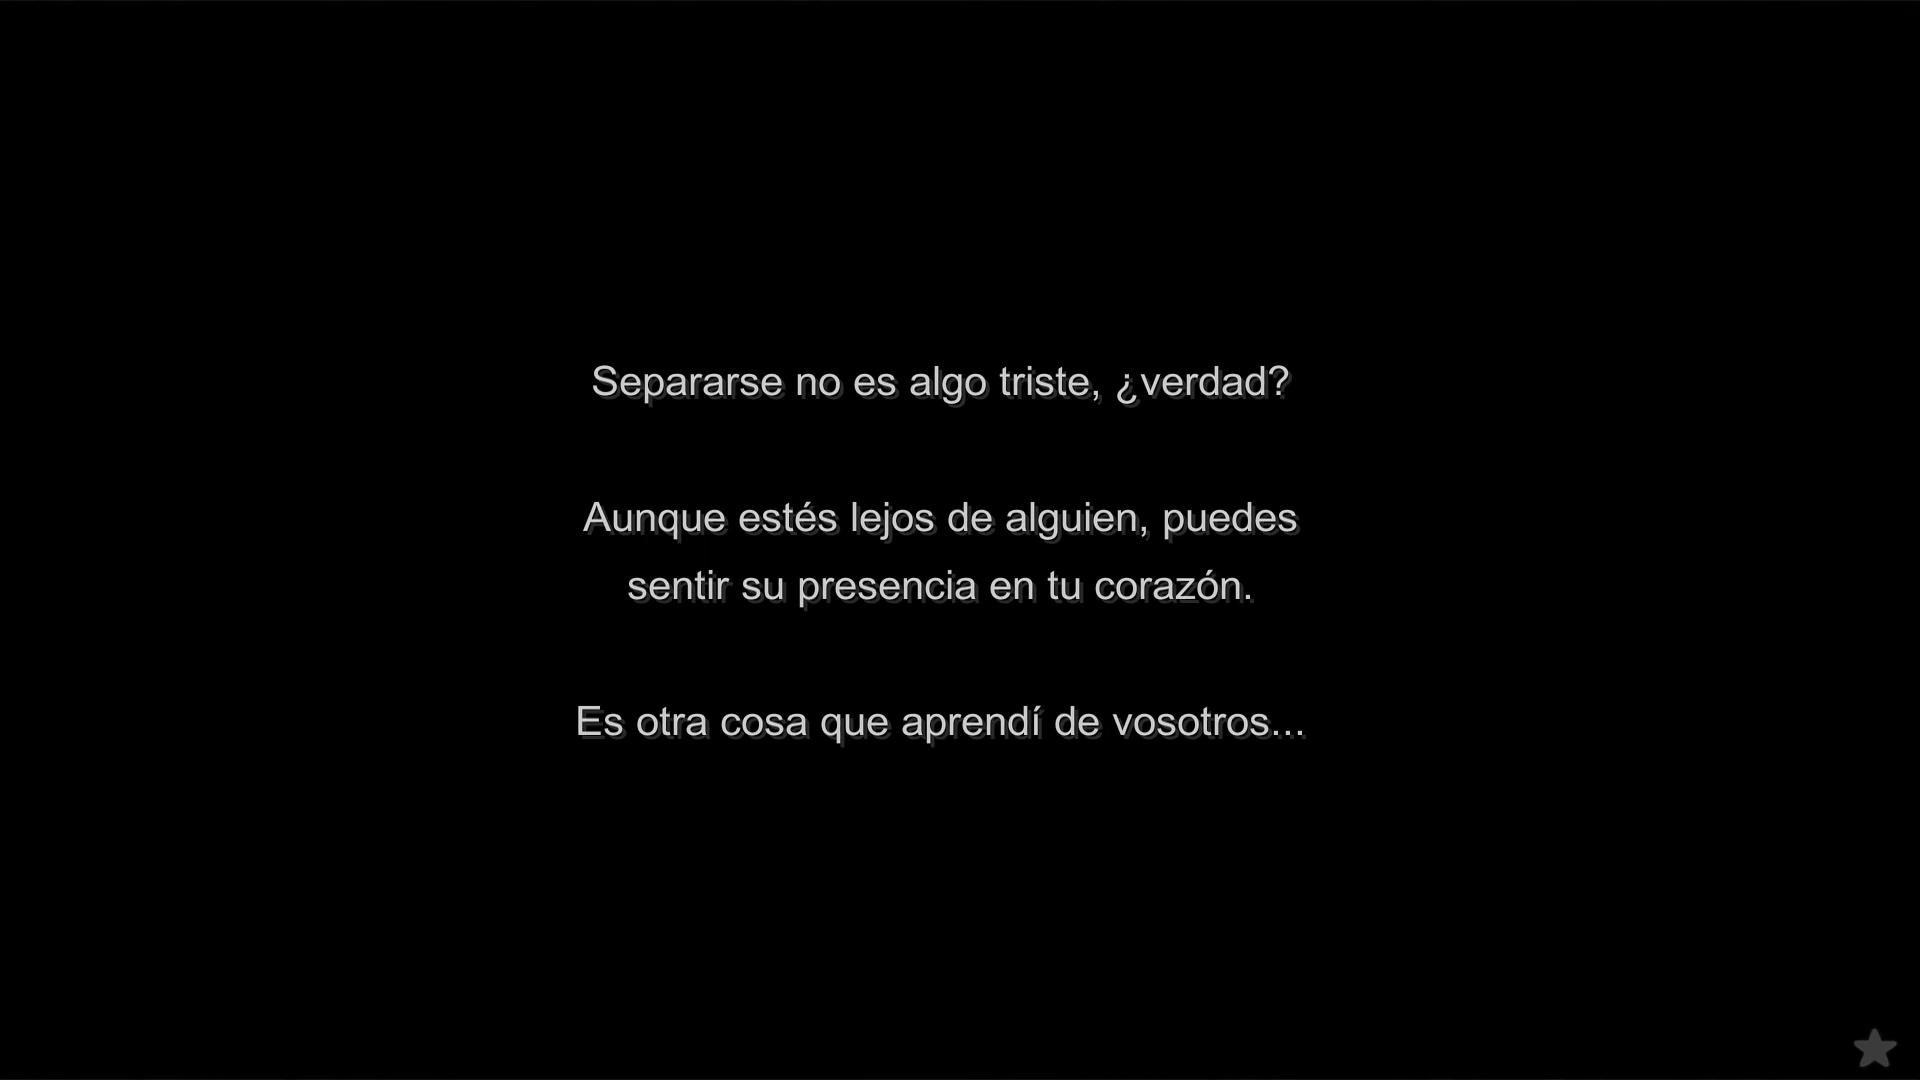 Separarse no es algo triste, ¿verdad?
Aunque estés lejos de alguien, puedes
sentir su presencia en tu corazón.
Es otra cosa que aprendí de vosotros...